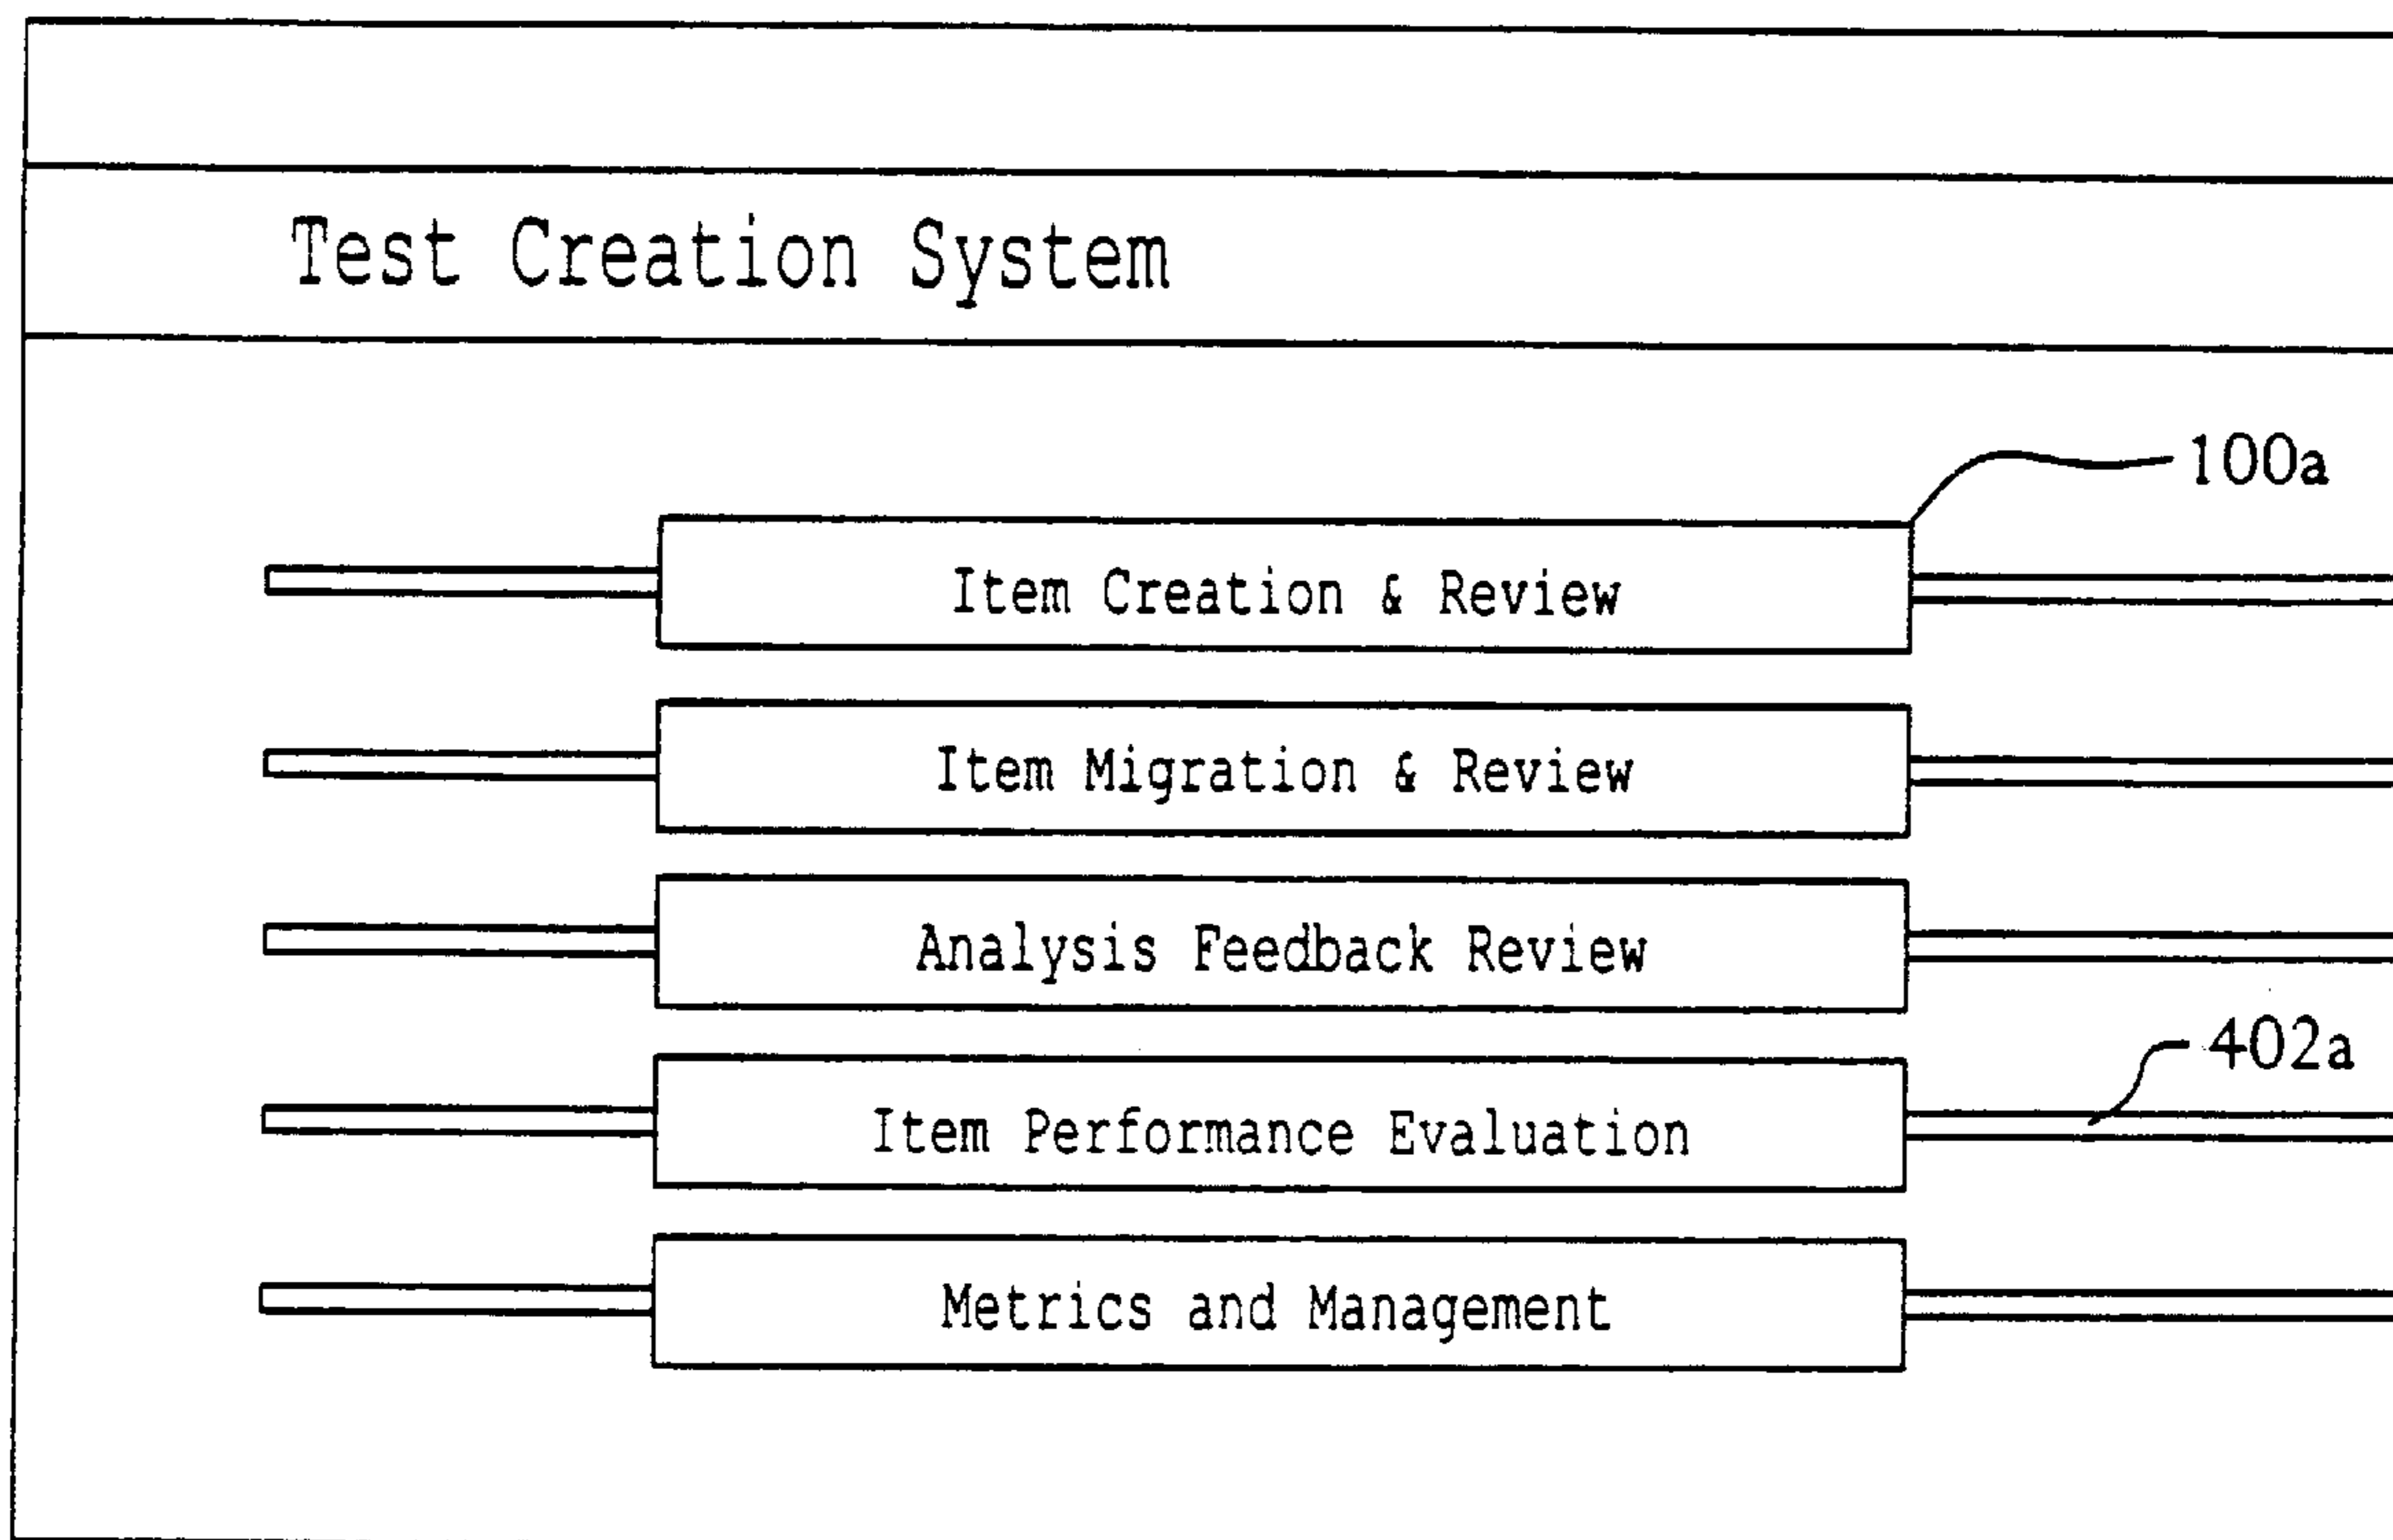 Test Creation System
100a
Item Creation & Review
Item Migration & Review
Analysis Feedback Review
402a
Item Performance Evaluation
Metrics and Management